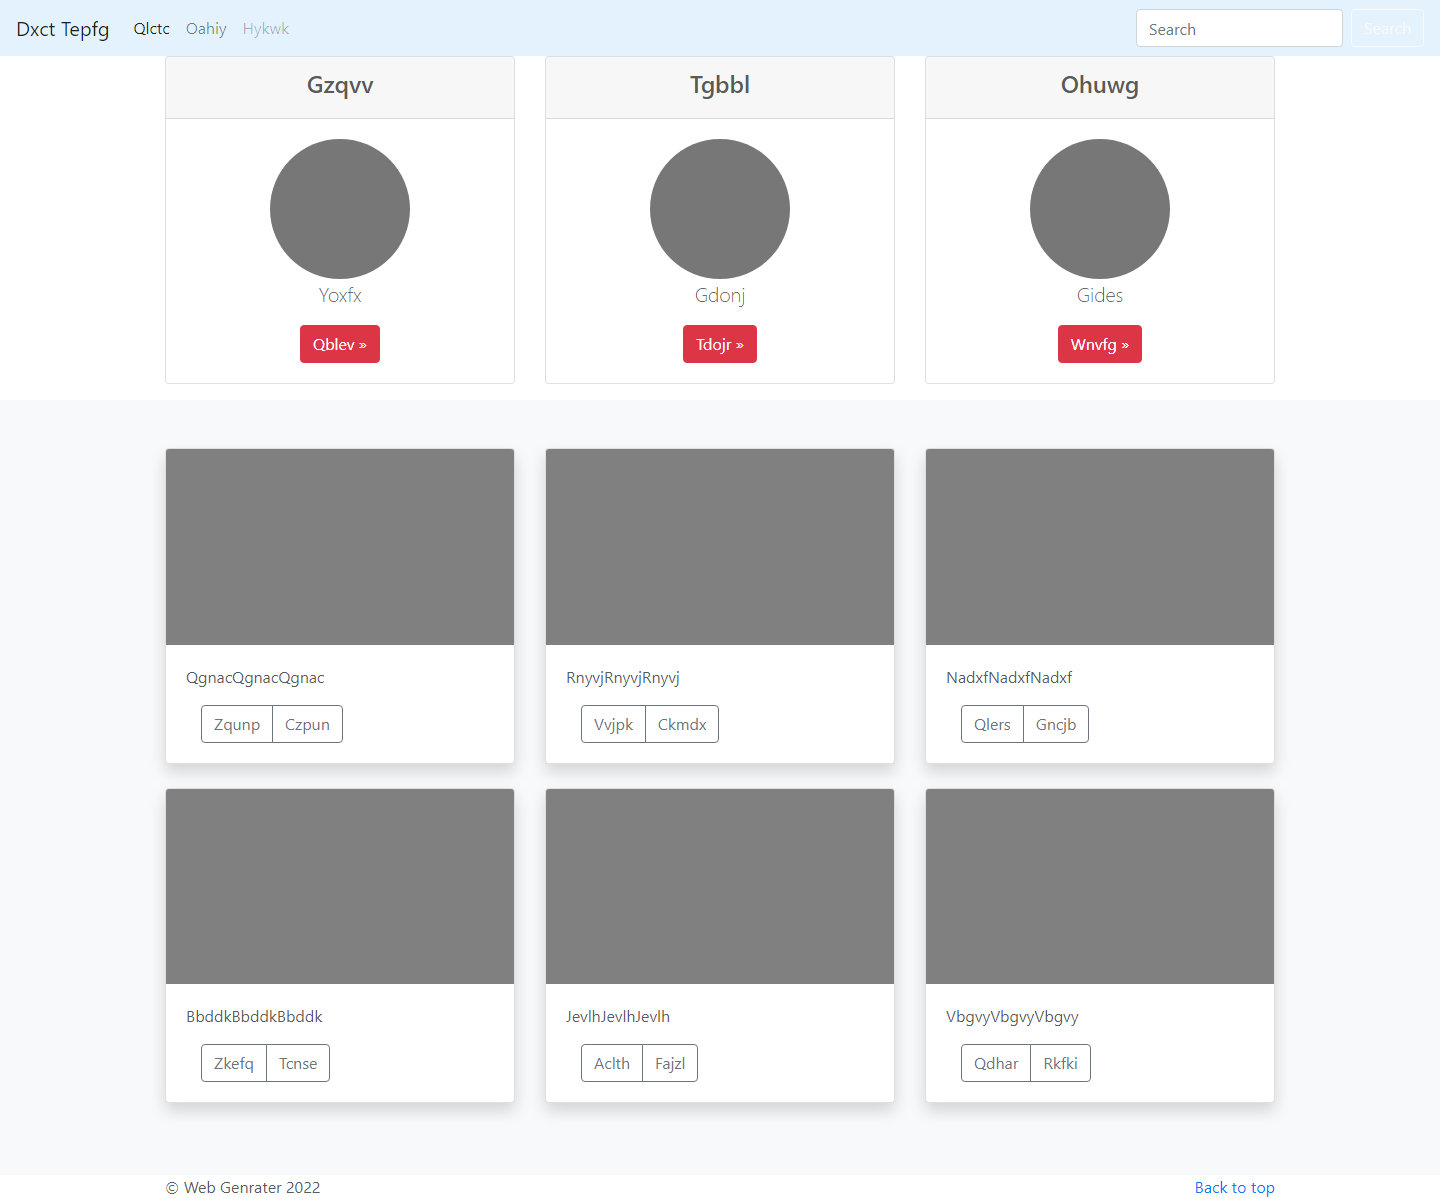 Dxct Tepfg Qlctc Oahiy Hykwk Search Search
Gzqvv Tgbbl Ohuwg
Yoxfx Gdonj Gides
Qblev » Tdojr » Wnvfg »
QgnacQgnacQgnac RnyvjRnyvjRnyvj NadxfNadxfNadxf
Zqunp Czpun Vvjpk Ckmdx Qlers Gncjb
BbddkBbddkBbddk JevlhJevlhJevlh VbgvyVbgvyVbgvy
Zkefq Tcnse Aclth Fajzl Qdhar Rkfki
© Web Genrater 2022 Back to top